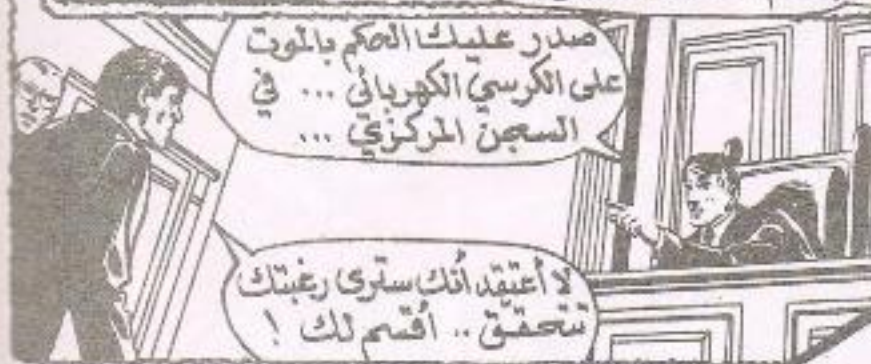 صدر عليك الحكم بالموت
على الكرسي الكهربائي ... في
السجن المركزي ...
لا أعتقد أنك سترى رغبتك
تتحقق .. أقسم لك !